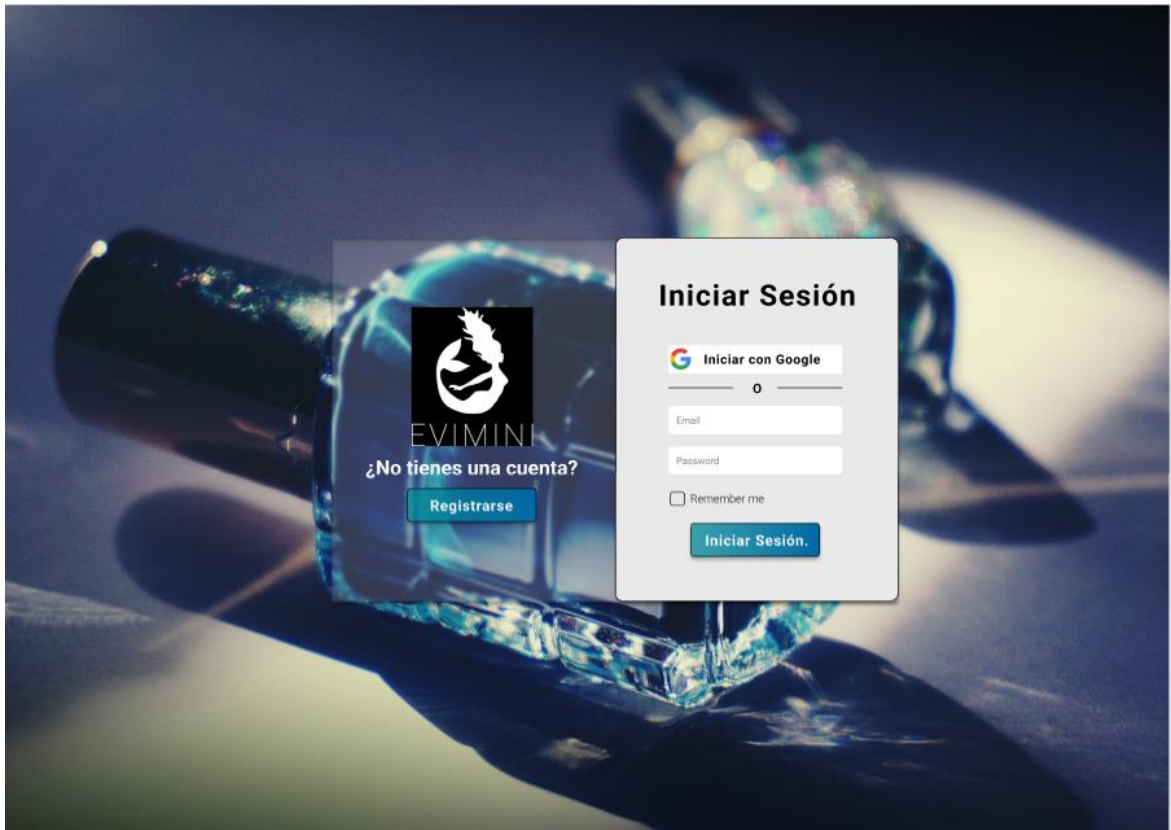 EVIMINI
¿No tienes una cuenta?
Registrarse
Iniciar Sesión
Iniciar con Google
O
Email
Password
Remember me
Iniciar Sesión.